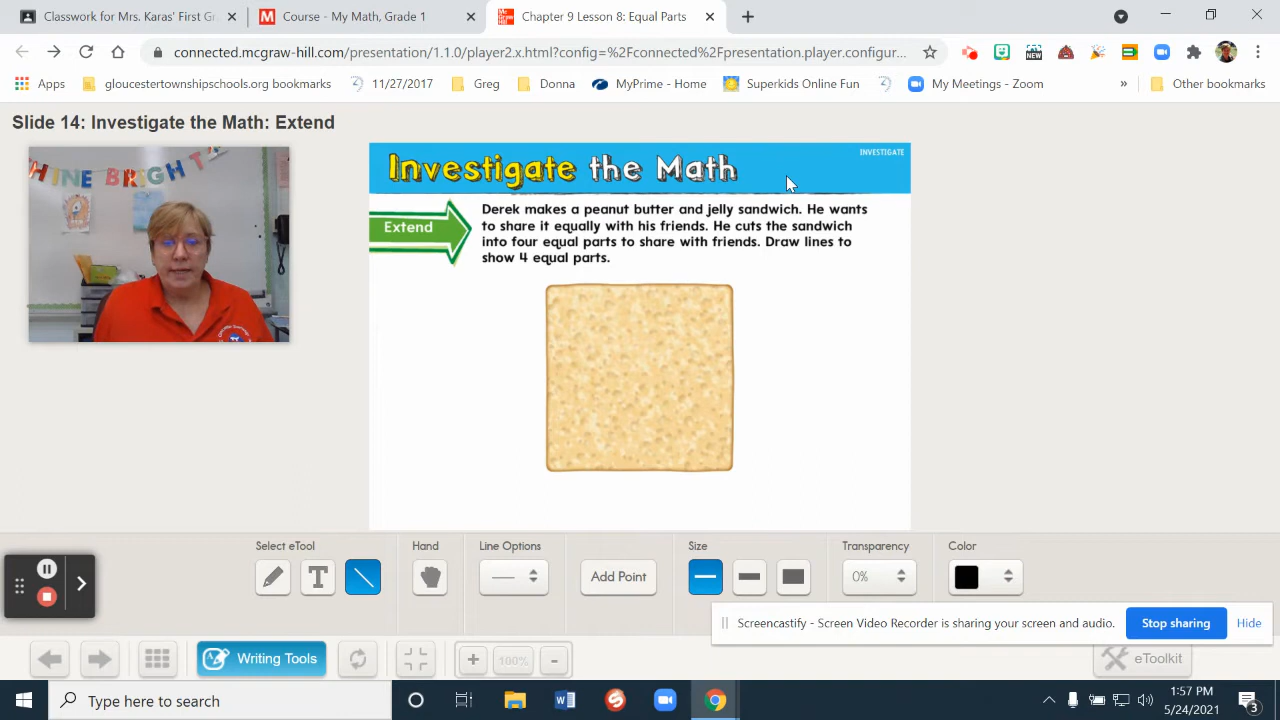 Classwork for Mrs. Karas' First Gr
Course - My Math, Grade 1
Chapter 9 Lesson 8: Equal Parts
connected.mcgraw-hill.com/presentation/1.1.0/player2.x.html?config=%2Fconnected%2Fpresentation.player.configur...
Apps
gloucestertownshipschools.org bookmarks
11/27/2017
Greg
Donna
MyPrime - Home
Superkids Online Fun
My Meetings - Zoom
»
Other bookmarks
Slide 14: Investigate the Math: Extend
INE BRIGHT
Investigate the Math
INVESTIGATE
Extend
Derek makes a peanut butter and jelly sandwich. He wants
to share it equally with his friends. He cuts the sandwich
into four equal parts to share with friends. Draw lines to
show 4 equal parts.
Select eTool
Hand
Line Options
Size
Transparency
Color
T
Add Point
0%
Screencastify - Screen Video Recorder is sharing your screen and audio.
Stop sharing
Hide
Writing Tools
100%
eToolkit
Type here to search
1:57 PM
5/24/2021
3